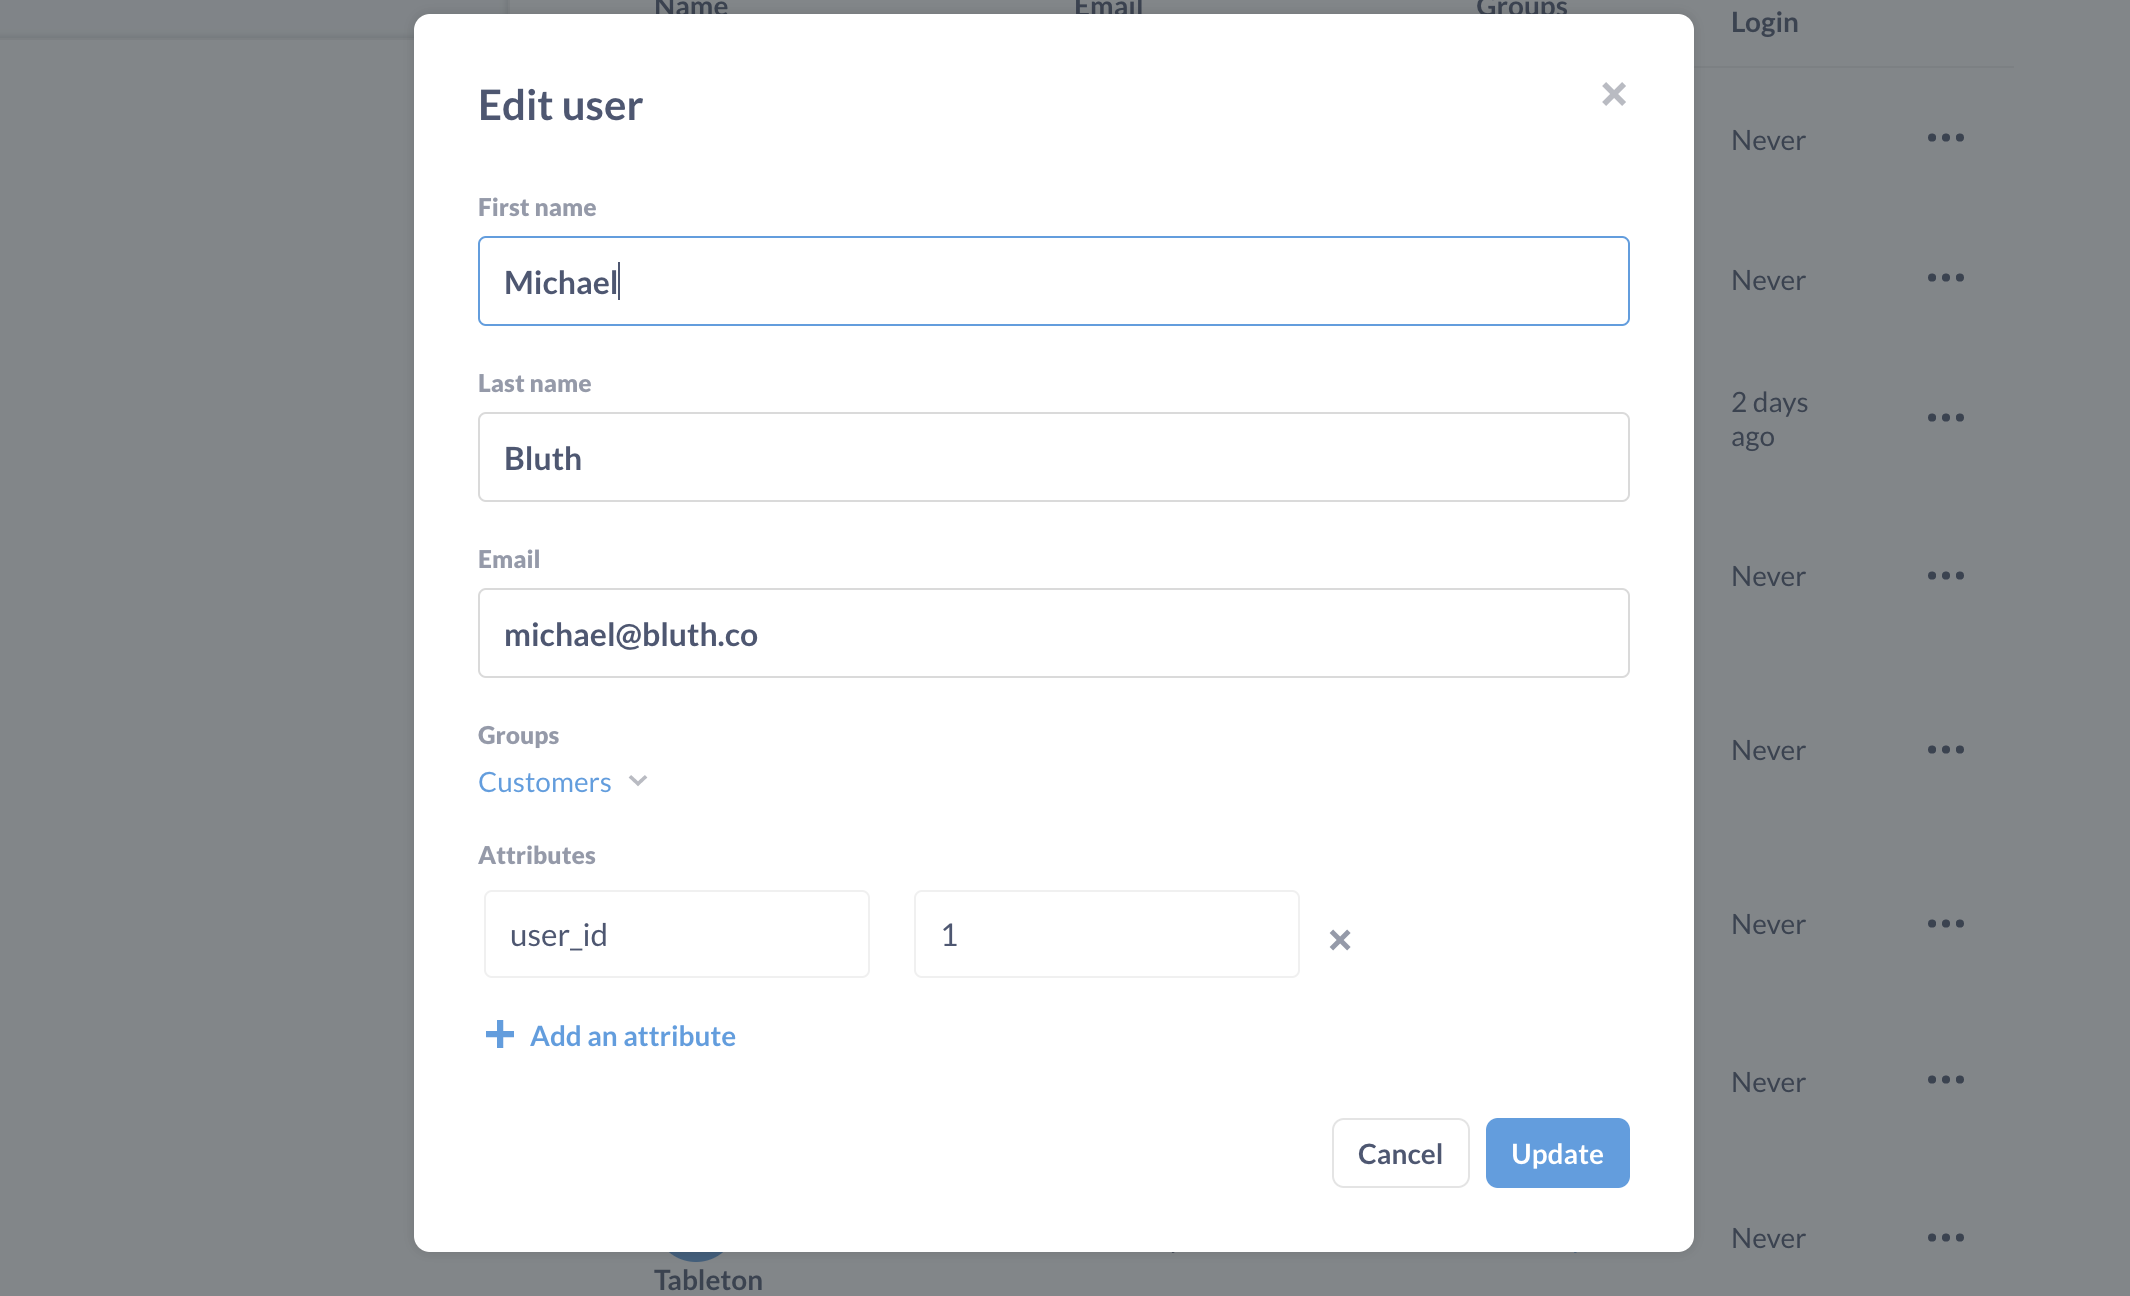 Name Email Groups Login
Edit user
First name
Michael
Last name
Bluth
Email
michael@bluth.co
Groups
Customers
Attributes
user_id 1
Add an attribute
Cancel Update
Never
Never
2 days
ago
Never
Never
Never
Never
Never
Tableton